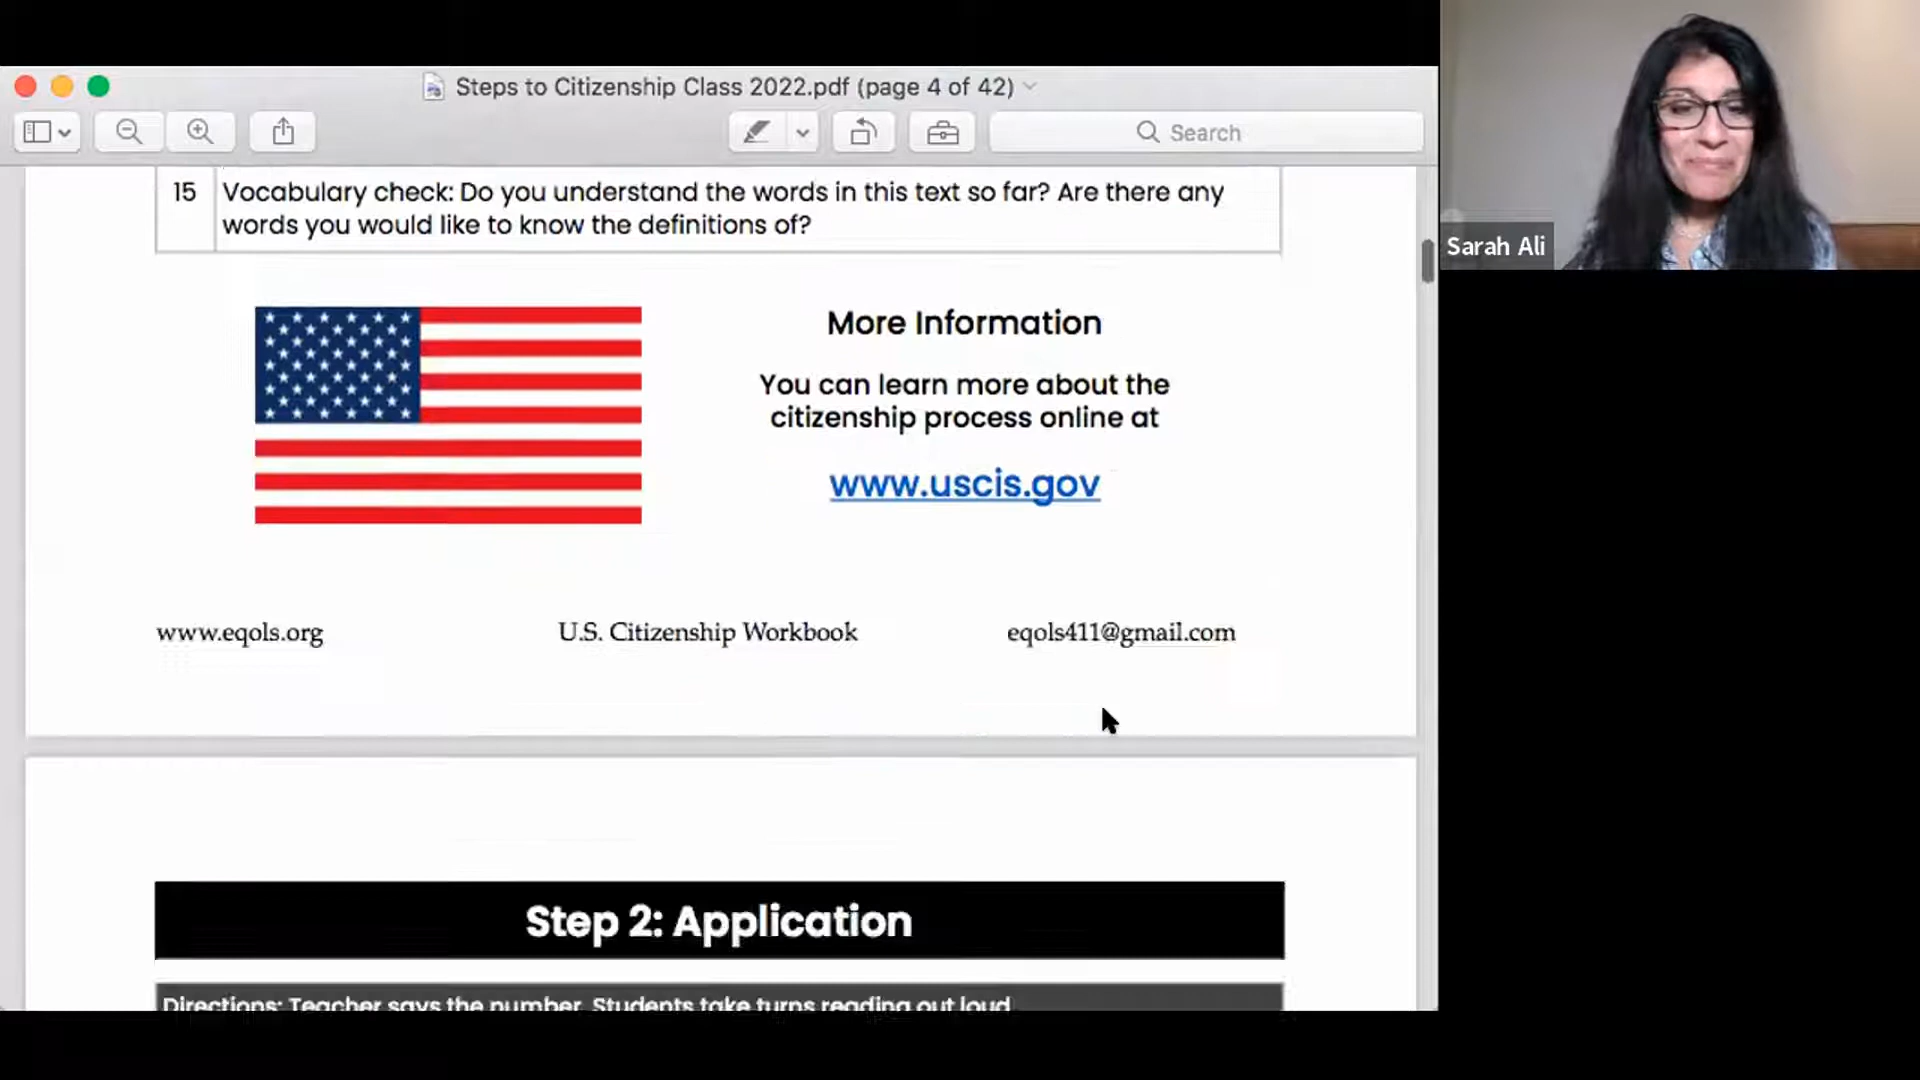 Steps to Citizenship Class 2022.pdf (page 4 of 42)
Search
15 Vocabulary check: Do you understand the words in this text so far? Are there any
words you would like to know the definitions of?
More Information
You can learn more about the
citizenship process online at
www.uscis.gov
www.eqols.org U.S. Citizenship Workbook eqols411@gmail.com
Step 2: Application
Directions: Teacher says the number. Students take turns reading out loud.
Sarah Ali